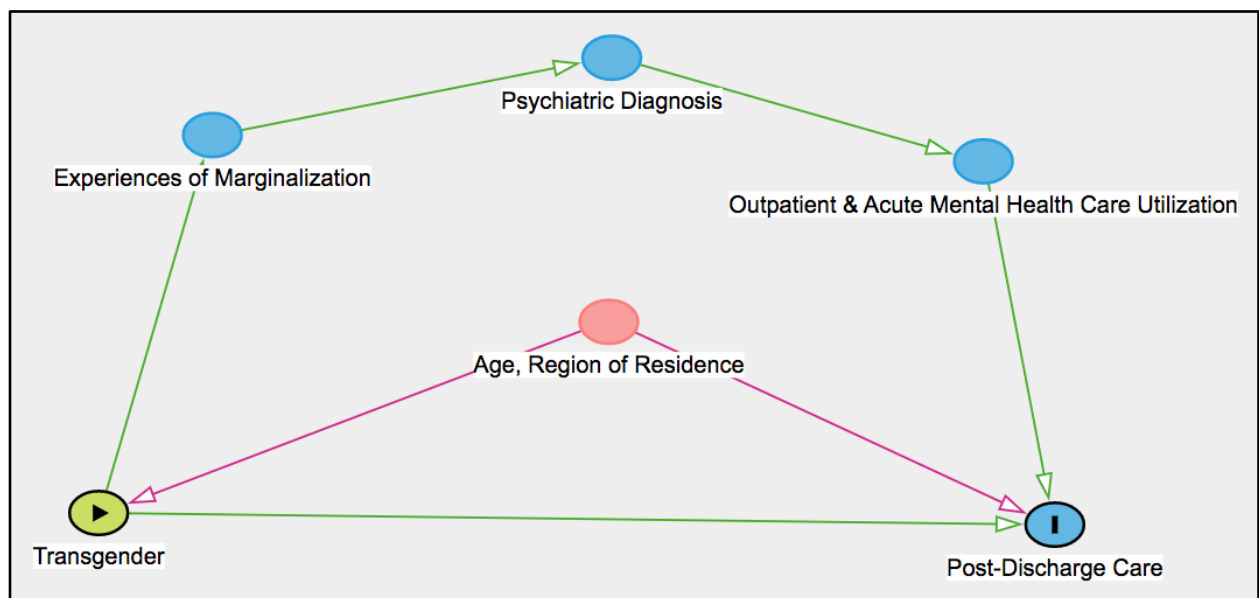 Psychiatric Diagnosis
Experiences of Marginalization
Outpatient & Acute Mental Health Care Utilization
Age, Region of Residence
Transgender
Post-Discharge Care